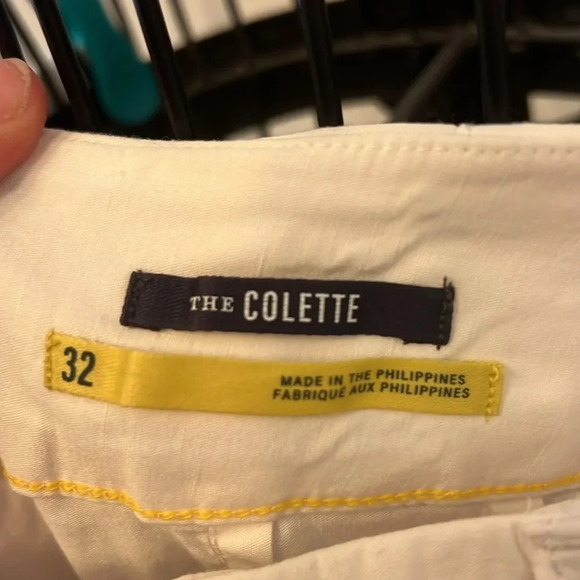 THE COLETTE
32
MADE IN THE PHILIPPINES
FABRIQUÉ AUX PHILIPPINES